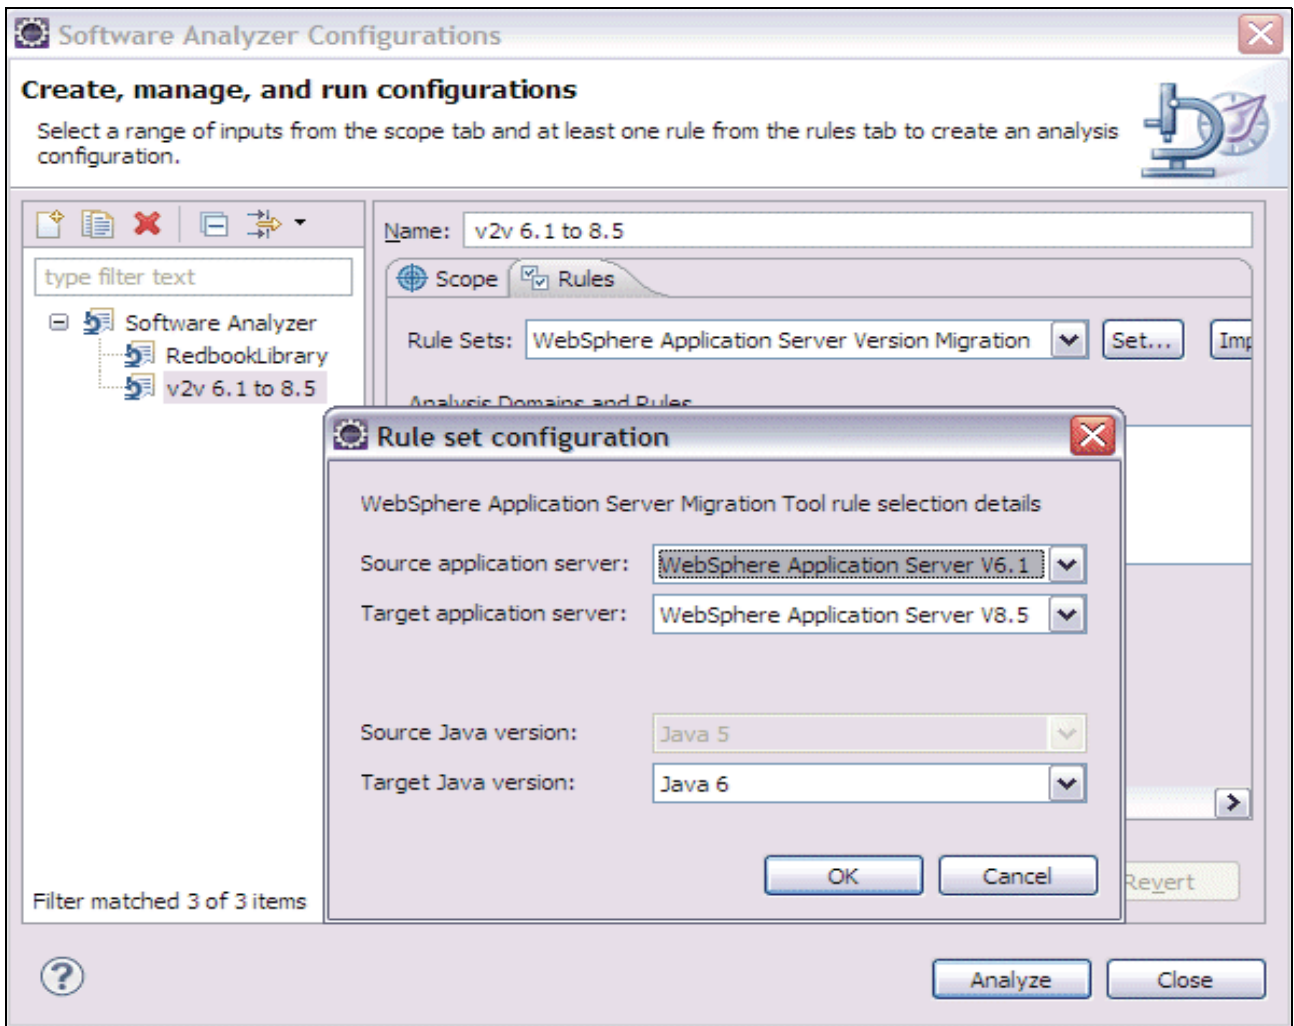 Software Analyzer Configurations
Create, manage, and run configurations
Select a range of inputs from the scope tab and at least one rule from the rules tab to create an analysis
configuration.
type filter text
Software Analyzer
RedbookLibrary
v2v 6.1 to 8.5
Filter matched 3 of 3 items
Name: v2v 6.1 to 8.5
Scope Rules
Rule Sets: WebSphere Application Server Version Migration Set... Imp
Analysis Domains and Rules
Rule set configuration
WebSphere Application Server Migration Tool rule selection details
Source application server: WebSphere Application Server V6.1
Target application server: WebSphere Application Server V8.5
Source Java version: Java 5
Target Java version: Java 6
OK Cancel
Revert
? Analyze Close